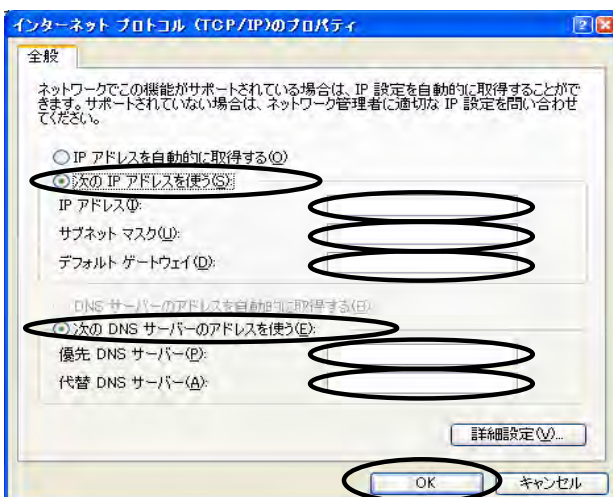 インターネット プロトコル (TCP/IP)のプロパティ
全般
ネットワークでこの機能がサポートされている場合は、IP 設定を自動的に取得することがで
きます。サポートされていない場合は、ネットワーク管理者に適切な IP 設定を問い合わせ
てください。
IP アドレスを自動的に取得する(O)
次の IP アドレスを使う(S):
IP アドレス(I):
サブネット マスク(U):
デフォルト ゲートウェイ(D):
DNS サーバーのアドレスを自動的に取得する(B)
次の DNS サーバーのアドレスを使う(E):
優先 DNS サーバー(P):
代替 DNS サーバー(A):
詳細設定(V)...
OK
キャンセル